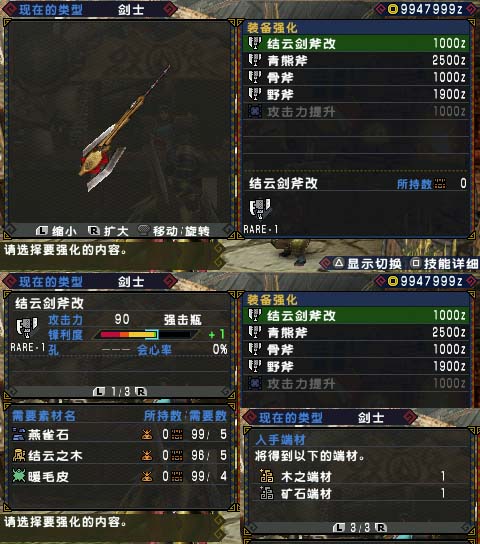 现在的类型 剑士
9947999z
装备强化
结云剑斧改 1000z
青熊斧 2500z
骨斧 1000z
野斧 1900z
攻击力提升 1000z
结云剑斧改 所持数 0
RARE-1
L 缩小 R 扩大 移动/旋转
请选择要强化的内容。
△显示切换 □技能详细
现在的类型 剑士
9947999z
结云剑斧改
攻击力 90 强击瓶
RARE-1
锋利度 +1
孔 --- 会心率 0%
L 1/3 R
装备强化
结云剑斧改 1000z
青熊斧 2500z
骨斧 1000z
野斧 1900z
攻击力提升 1000z
需要素材名 所持数/需要数
燕雀石 0 99/ 5
结云之木 0 96/ 5
暖毛皮 0 99/ 4
请选择要强化的内容。
现在的类型 剑士
入手端材
将得到以下的端材。
木之端材 1
矿石端材 1
L 3/3 R